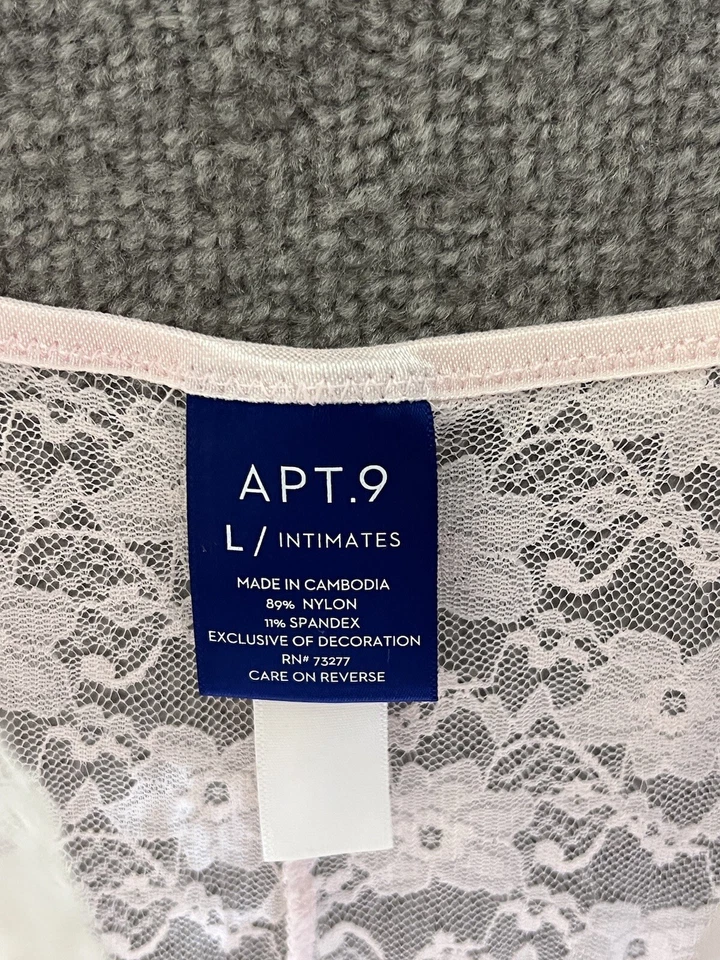 APT.9
L / INTIMATES
MADE IN CAMBODIA
89% NYLON
11% SPANDEX
EXCLUSIVE OF DECORATION
RN# 73277
CARE ON REVERSE